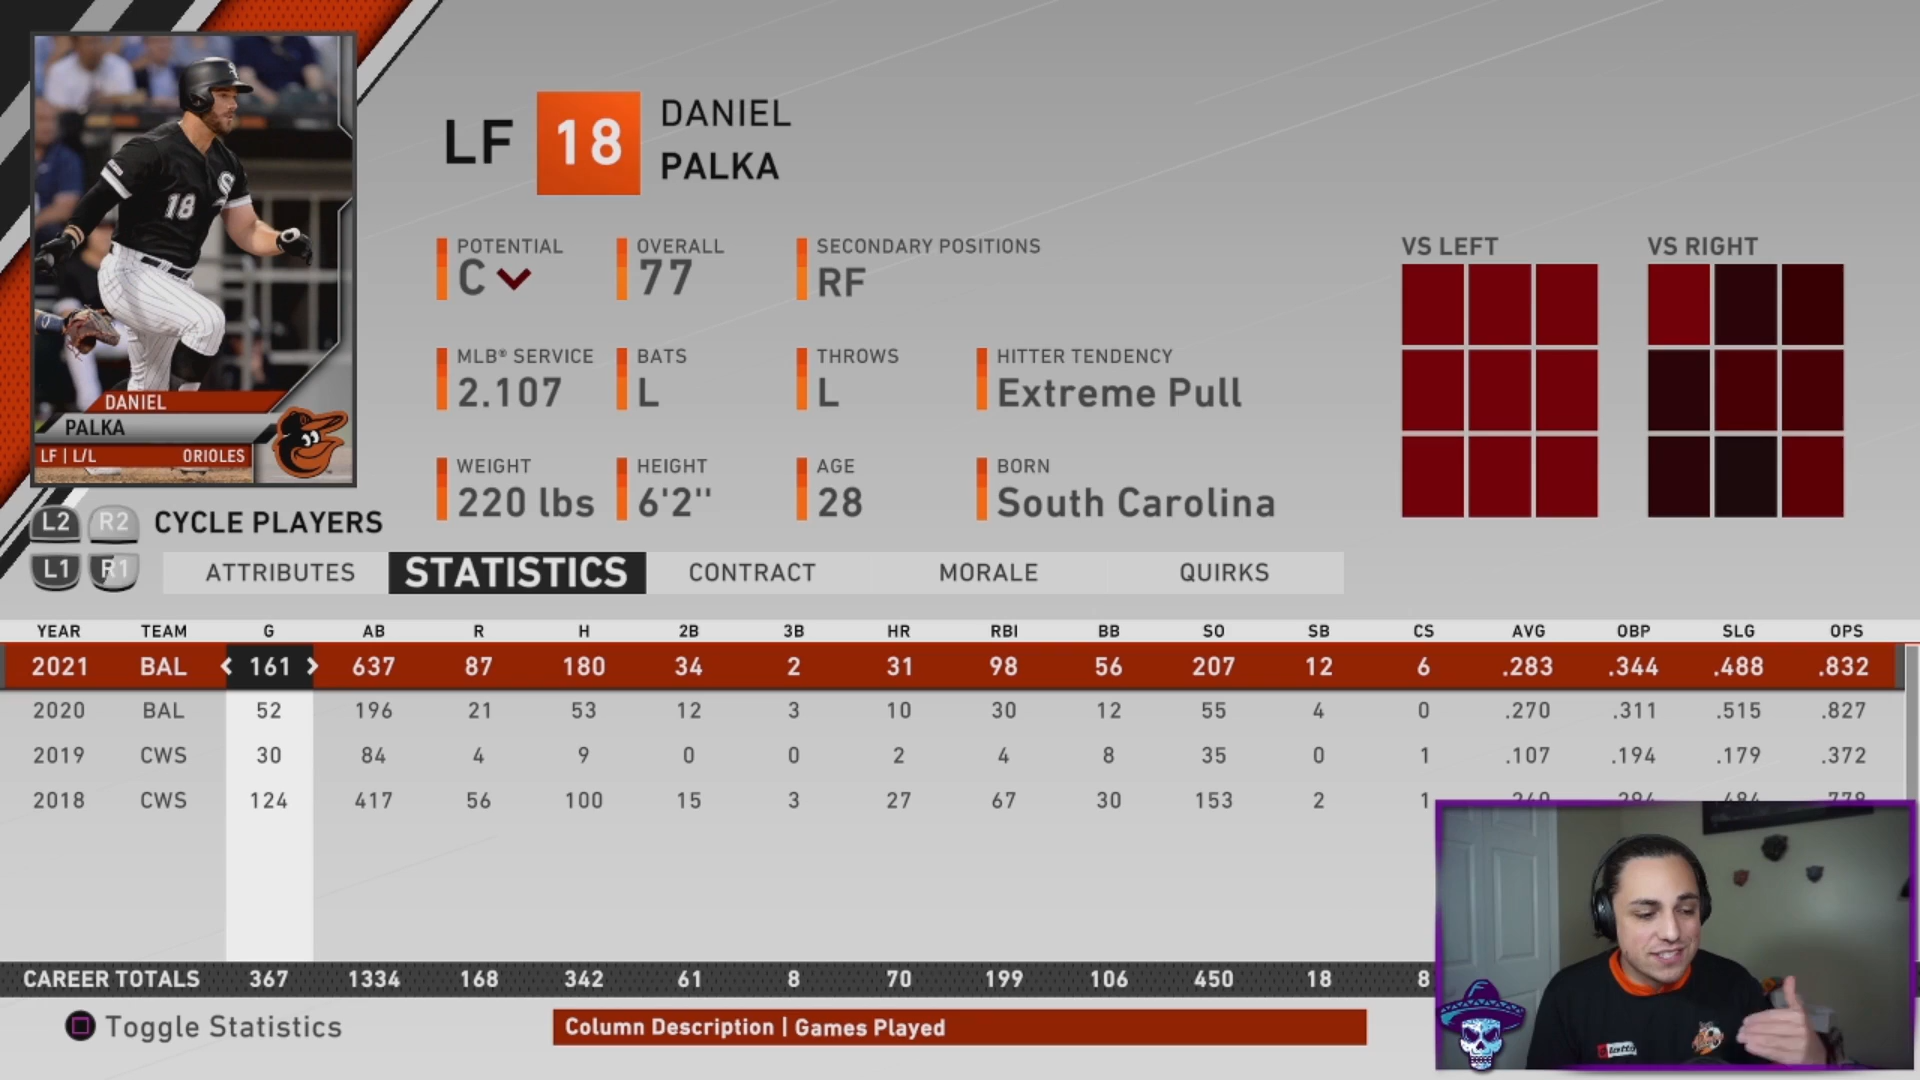 LF 18 DANIEL PALKA
18
DANIEL
PALKA
LF | L/L ORIOLES
POTENTIAL OVERALL SECONDARY POSITIONS
C 77 RF
MLB® SERVICE BATS THROWS HITTER TENDENCY
2.107 L L Extreme Pull
WEIGHT HEIGHT AGE BORN
220 lbs 6'2" 28 South Carolina
VS LEFT VS RIGHT
L2 R2 CYCLE PLAYERS
L1 R1 ATTRIBUTES STATISTICS CONTRACT MORALE QUIRKS
YEAR TEAM G AB R H 2B 3B HR RBI BB SO SB CS AVG OBP SLG OPS
2021 BAL < 161 > 637 87 180 34 2 31 98 56 207 12 6 .283 .344 .488 .832
2020 BAL 52 196 21 53 12 3 10 30 12 55 4 0 .270 .311 .515 .827
2019 CWS 30 84 4 9 0 0 2 4 8 35 0 1 .107 .194 .179 .372
2018 CWS 124 417 56 100 15 3 27 67 30 153 2 1
CAREER TOTALS 367 1334 168 342 61 8 70 199 106 450 18 8
Toggle Statistics
Column Description | Games Played
lotto